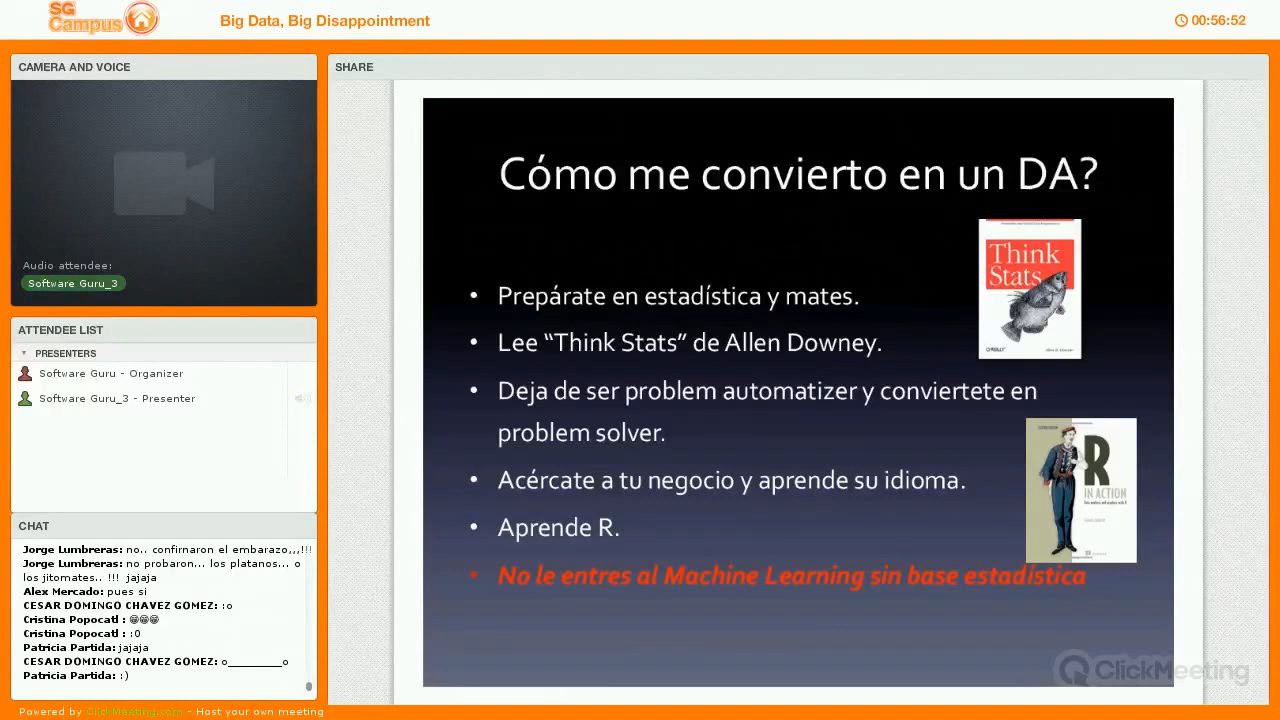 SG
Campus
Big Data, Big Disappointment
00:56:52
CAMERA AND VOICE
Audio attendee:
Software Guru_3
ATTENDEE LIST
PRESENTERS
Software Guru - Organizer
Software Guru_3 - Presenter
CHAT
Jorge Lumbreras: no.. confirnaron el embarazo,,,!!!
Jorge Lumbreras: no probaron... los platanos... o
los jitomates.. !!! jajaja
Alex Mercado: pues si
CESAR DOMINGO CHAVEZ GOMEZ: :o
Cristina Popocatl : 😁😁😁
Cristina Popocatl : :O
Patricia Partida: jajaja
CESAR DOMINGO CHAVEZ GOMEZ: o__________o
Patricia Partida: :)
SHARE
Cómo me convierto en un DA?
• Prepárate en estadística y mates.
• Lee “Think Stats” de Allen Downey.
• Deja de ser problem automatizer y conviertete en
problem solver.
• Acércate a tu negocio y aprende su idioma.
• Aprende R.
• No le entres al Machine Learning sin base estadística
Think
Stats
O'REILLY
R
IN ACTION
ClickMeeting
Powered by ClickMeeting.com - Host your own meeting